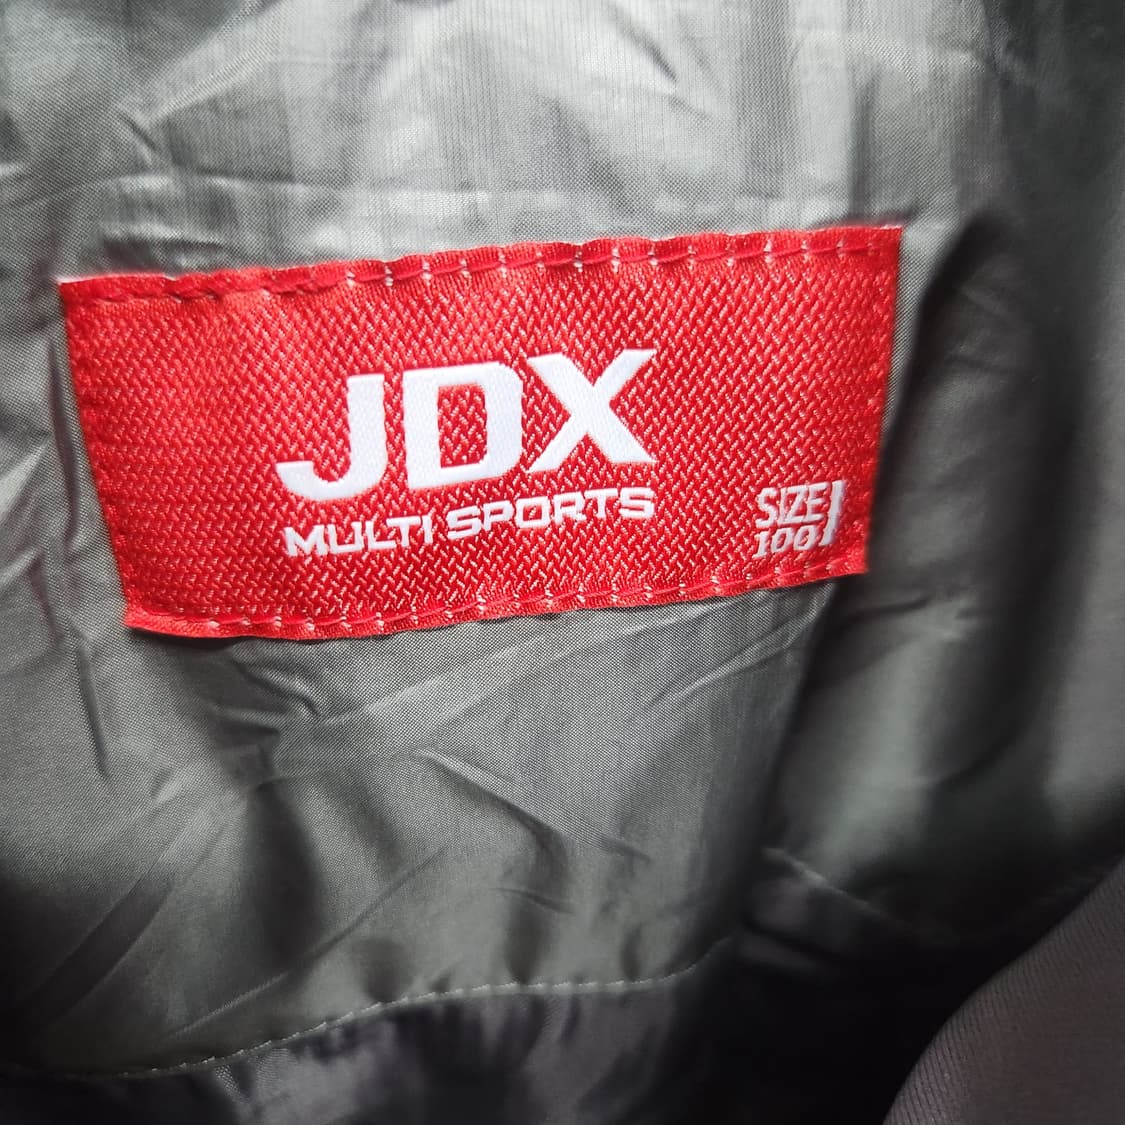 JDX
MULTI SPORTS
SIZE
100